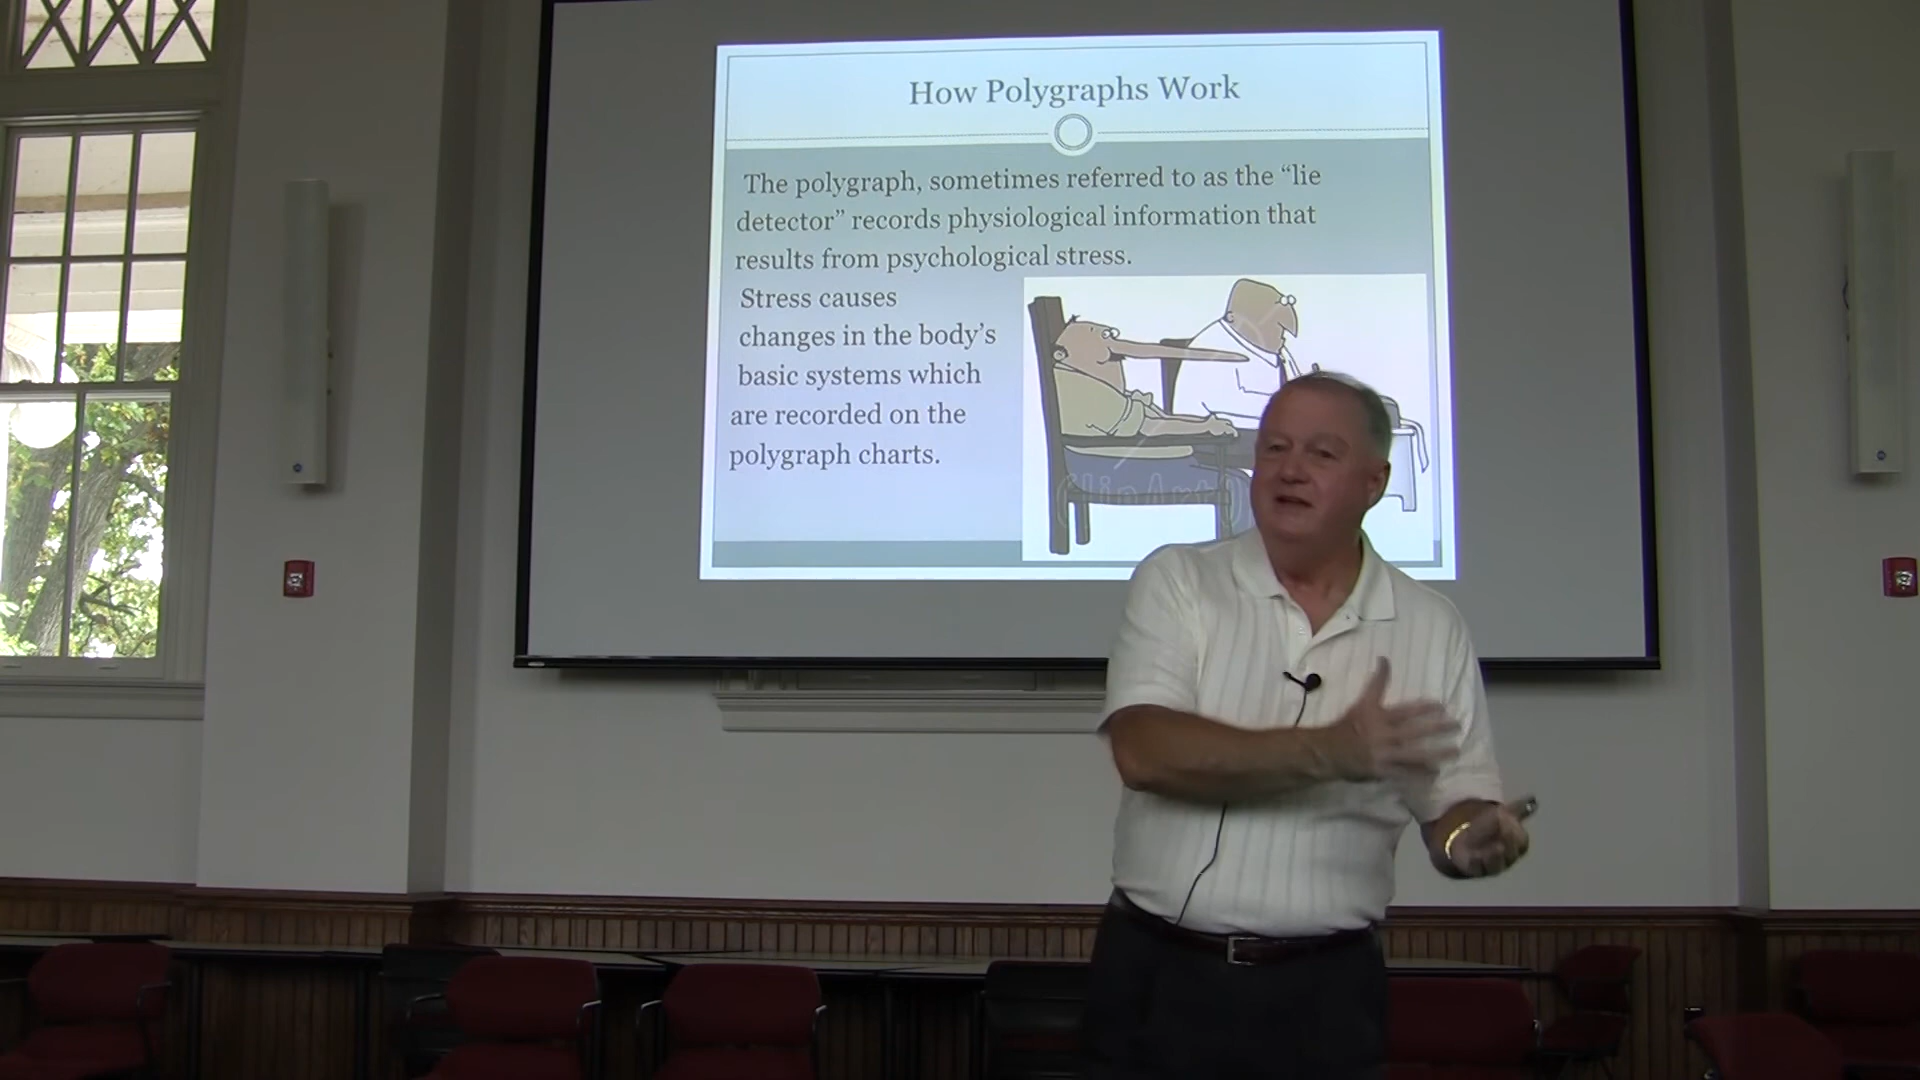 How Polygraphs Work
The polygraph, sometimes referred to as the “lie
detector” records physiological information that
results from psychological stress.
Stress causes
changes in the body’s
basic systems which
are recorded on the
polygraph charts.